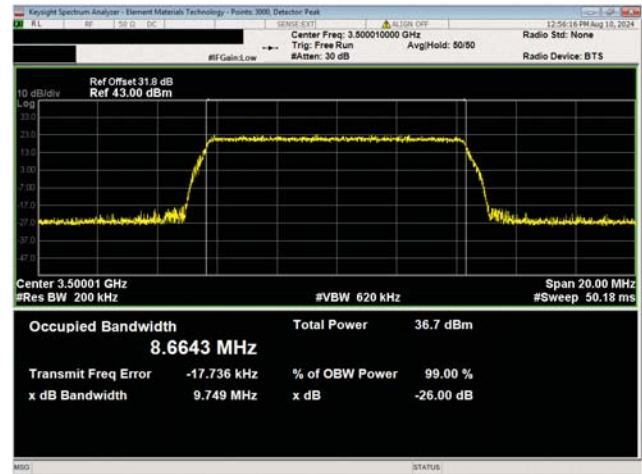 Keysight Spectrum Analyzer - Element Materials Technology - Points: 3000, Detector: Peak
RL RF 50 Ω DC SENSE:EXT ALIGN OFF 12:56:16 PM Aug 10, 2024
Center Freq: 3.500010000 GHz Radio Std: None
Trig: Free Run Avg|Hold: 50/50
#IFGain:Low #Atten: 30 dB Radio Device: BTS
Ref Offset 31.8 dB
10 dB/div Ref 43.00 dBm
Log
33.0
23.0
13.0
3.00
-7.00
-17.0
-27.0
-37.0
-47.0
Center 3.50001 GHz Span 20.00 MHz
#Res BW 200 kHz #VBW 620 kHz #Sweep 50.18 ms
Occupied Bandwidth Total Power 36.7 dBm
8.6643 MHz
Transmit Freq Error -17.736 kHz % of OBW Power 99.00 %
x dB Bandwidth 9.749 MHz x dB -26.00 dB
MSG STATUS